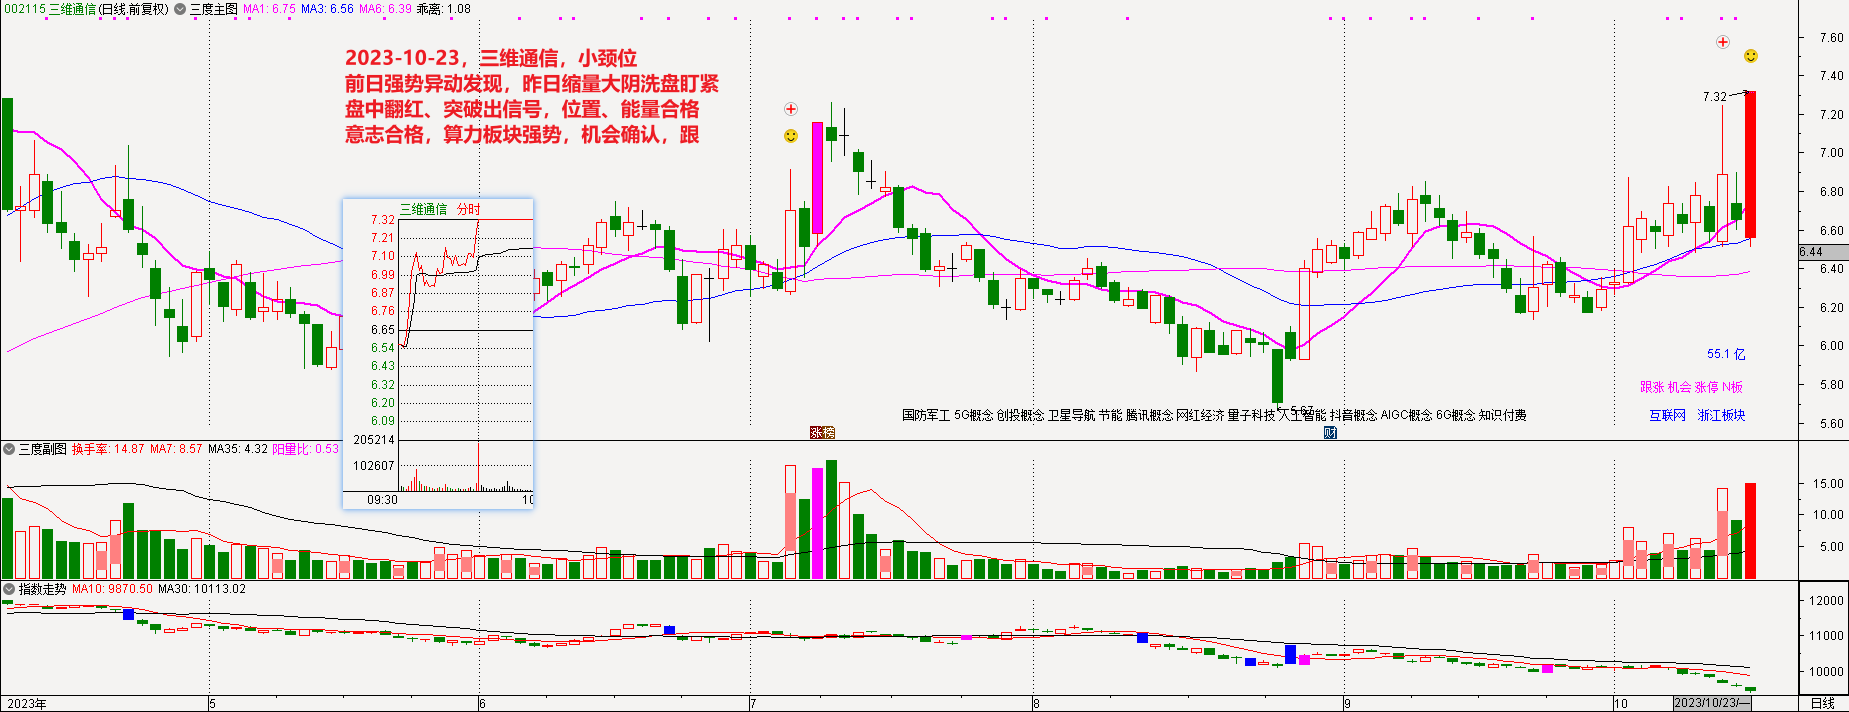 002115 三维通信(日线.前复权) 三度主图 MA1: 6.75 MA3: 6.56 MA6: 6.39 乖离: 1.08
2023-10-23，三维通信，小颈位
前日强势异动发现，昨日缩量大阴洗盘盯紧
盘中翻红、突破出信号，位置、能量合格
意志合格，算力板块强势，机会确认，跟
7.60
7.40
7.32
7.20
7.00
6.80
6.60
6.44
6.40
6.20
6.00
5.80
5.60
三维通信 分时
7.32
7.21
7.10
6.99
6.87
6.76
6.65
6.54
6.43
6.32
6.20
6.09
205214
102607
09:30
10
55.1 亿
跟涨 机会 涨停 N板
5.67
国防军工 5G概念 创投概念 卫星导航 节能 腾讯概念 网红经济 量子科技 人工智能 抖音概念 AIGC概念 6G概念 知识付费
互联网 浙江板块
涨榜
财
三度副图 换手率: 14.87 MA7: 8.57 MA35: 4.32 阳量比: 0.53
15.00
10.00
5.00
指数走势 MA10: 9870.50 MA30: 10113.02
12000
11000
10000
2023年 5 6 7 8 9 10 2023/10/23/一 日线